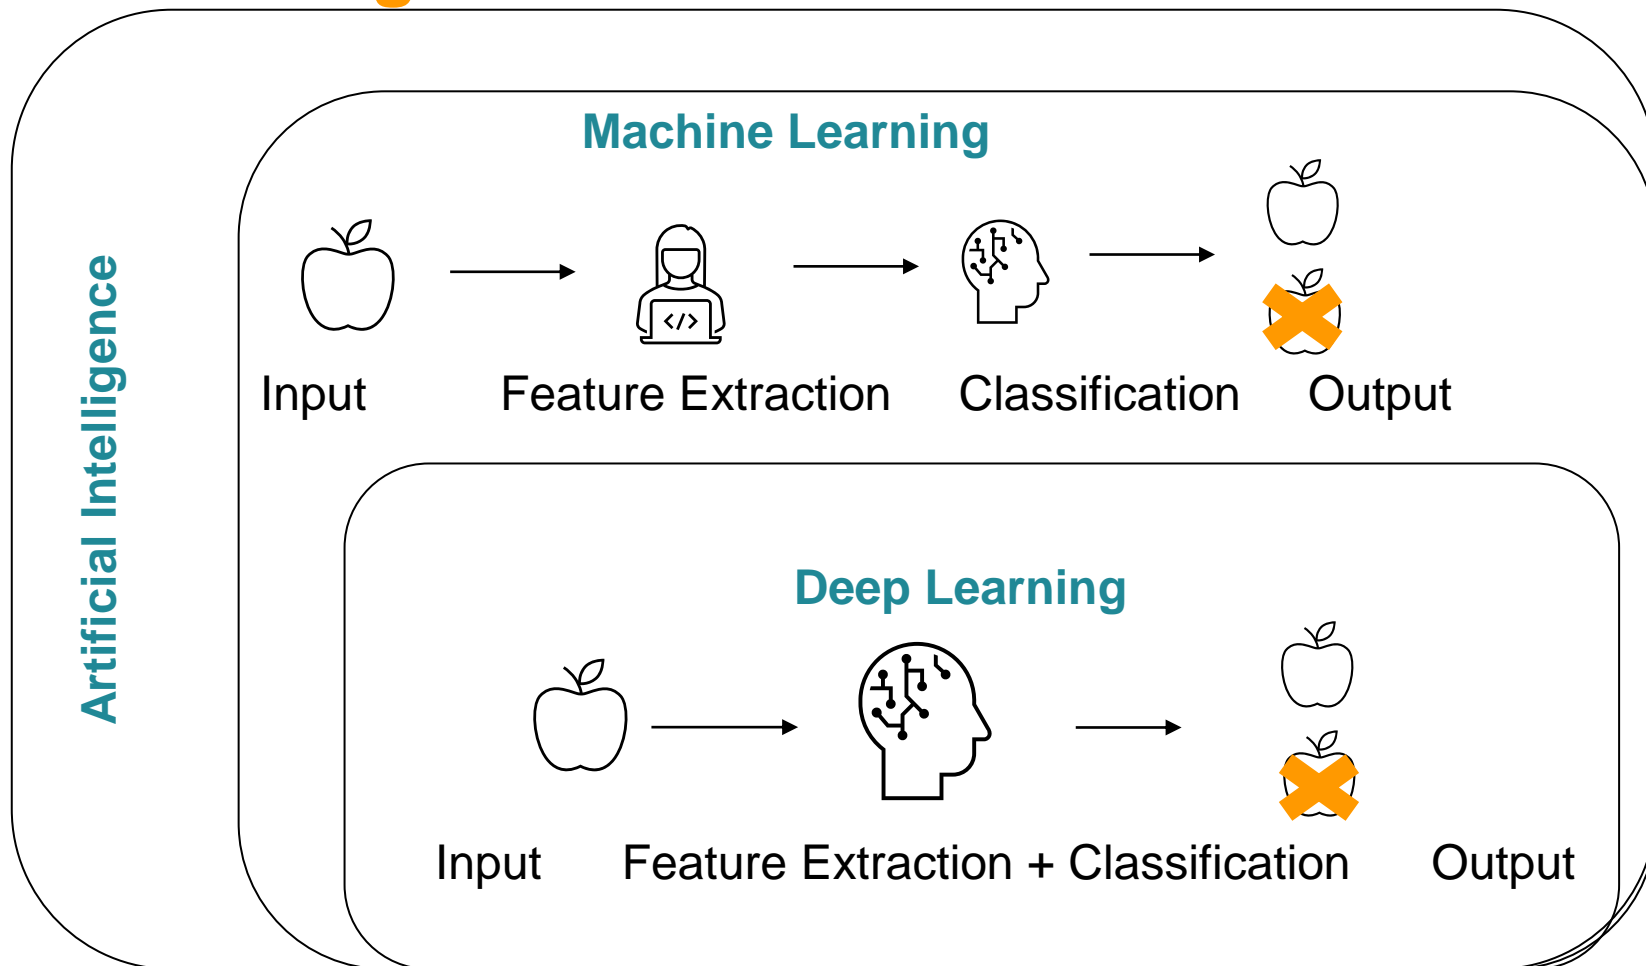 Machine Learning
</>
Input Feature Extraction Classification Output
Artificial Intelligence
Deep Learning
Input Feature Extraction + Classification Output